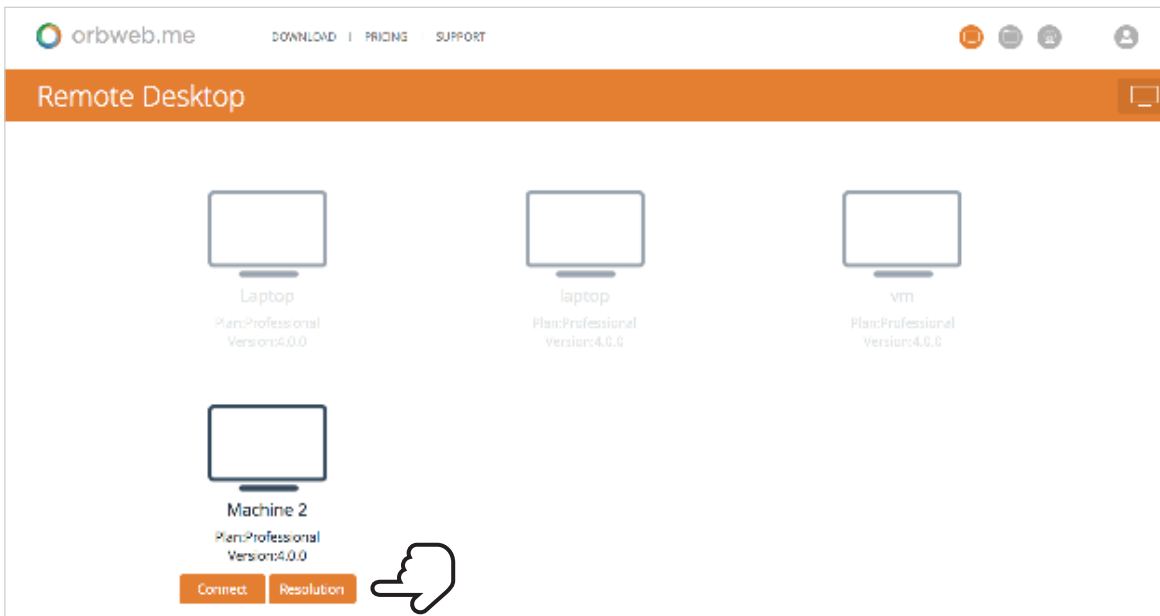 orbweb.me DOWNLOAD | PRICING SUPPORT
Remote Desktop
Laptop laptop vm
Plan:Professional Plan:Professional Plan:Professional
Version:4.0.0 Version:4.0.0 Version:4.0.0
Machine 2
Plan:Professional
Version:4.0.0
Connect Resolution